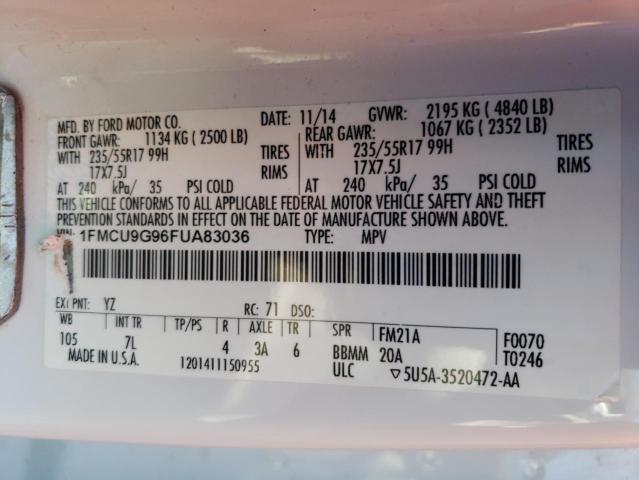 MFD. BY FORD MOTOR CO. DATE: 11/14 GVWR: 2195 KG ( 4840 LB)
FRONT GAWR: 1134 KG ( 2500 LB) REAR GAWR: 1067 KG ( 2352 LB)
WITH 235/55R17 99H TIRES WITH 235/55R17 99H TIRES
17X7.5J RIMS 17X7.5J RIMS
AT 240 kPa/ 35 PSI COLD AT 240 kPa/ 35 PSI COLD
THIS VEHICLE CONFORMS TO ALL APPLICABLE FEDERAL MOTOR VEHICLE SAFETY AND THEFT
PREVENTION STANDARDS IN EFFECT ON THE DATE OF MANUFACTURE SHOWN ABOVE.
VIN: 1FMCU9G96FUA83036 TYPE: MPV
EXT PNT: YZ RC: 71 DSO:
WB INT TR TP/PS R AXLE TR SPR FM21A F0070
105 7L 4 3A 6 BBMM 20A T0246
MADE IN U.S.A. 1201411150955 ULC ▽5U5A-3520472-AA